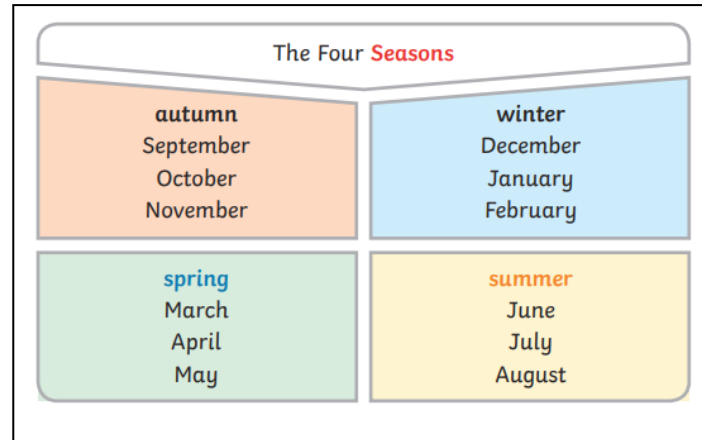 The Four Seasons
autumn
September
October
November
winter
December
January
February
spring
March
April
May
summer
June
July
August